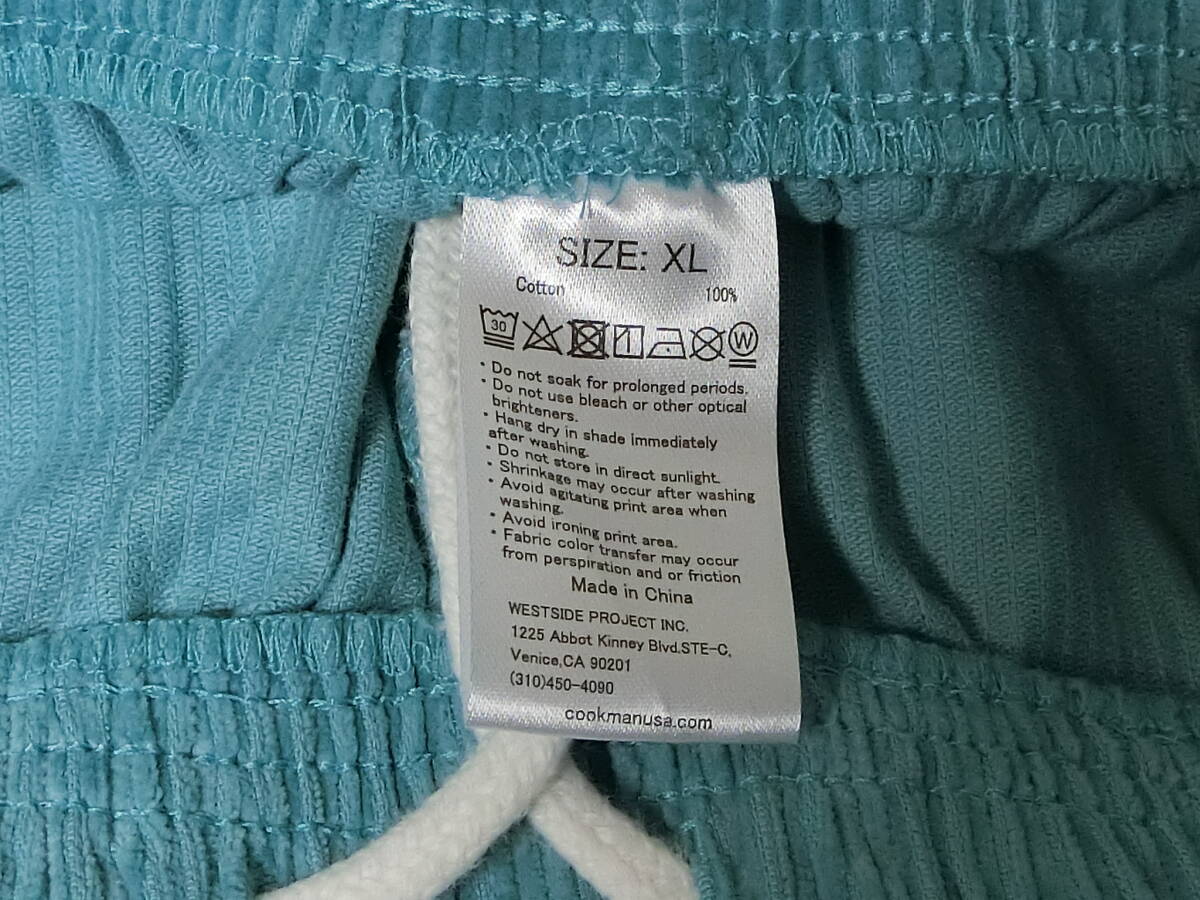 SIZE: XL
Cotton 100%
30 1 W
• Do not soak for prolonged periods.
• Do not use bleach or other optical
brighteners.
• Hang dry in shade immediately
after washing.
• Do not store in direct sunlight.
• Shrinkage may occur after washing
• Avoid agitating print area when
washing.
• Avoid ironing print area.
• Fabric color transfer may occur
from perspiration and or friction
Made in China
WESTSIDE PROJECT INC.
1225 Abbot Kinney Blvd.STE-C,
Venice,CA 90201
(310)450-4090
cookmanusa.com